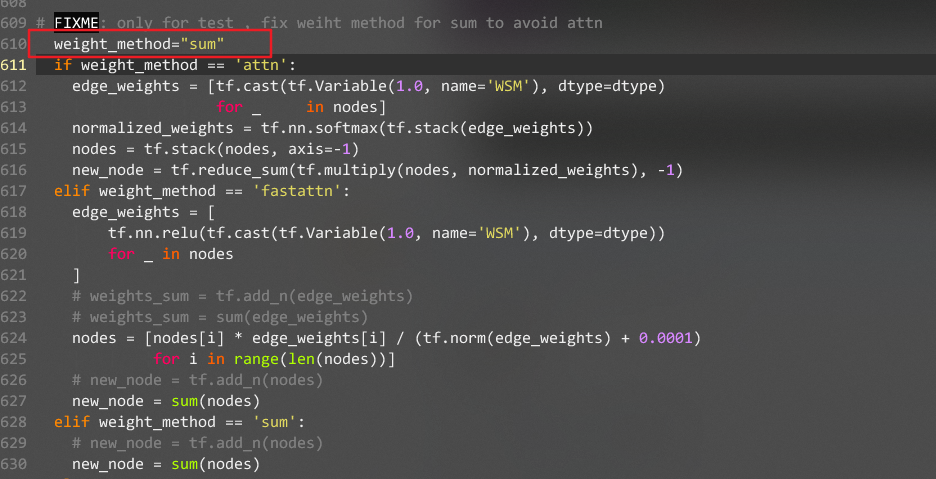 608
609 # FIXME: only for test , fix weiht method for sum to avoid attn
610   weight_method="sum"
611   if weight_method == 'attn':
612     edge_weights = [tf.cast(tf.Variable(1.0, name='WSM'), dtype=dtype)
613                     for _     in nodes]
614     normalized_weights = tf.nn.softmax(tf.stack(edge_weights))
615     nodes = tf.stack(nodes, axis=-1)
616     new_node = tf.reduce_sum(tf.multiply(nodes, normalized_weights), -1)
617   elif weight_method == 'fastattn':
618     edge_weights = [
619         tf.nn.relu(tf.cast(tf.Variable(1.0, name='WSM'), dtype=dtype))
620         for _ in nodes
621     ]
622     # weights_sum = tf.add_n(edge_weights)
623     # weights_sum = sum(edge_weights)
624     nodes = [nodes[i] * edge_weights[i] / (tf.norm(edge_weights) + 0.0001)
625              for i in range(len(nodes))]
626     # new_node = tf.add_n(nodes)
627     new_node = sum(nodes)
628   elif weight_method == 'sum':
629     # new_node = tf.add_n(nodes)
630     new_node = sum(nodes)